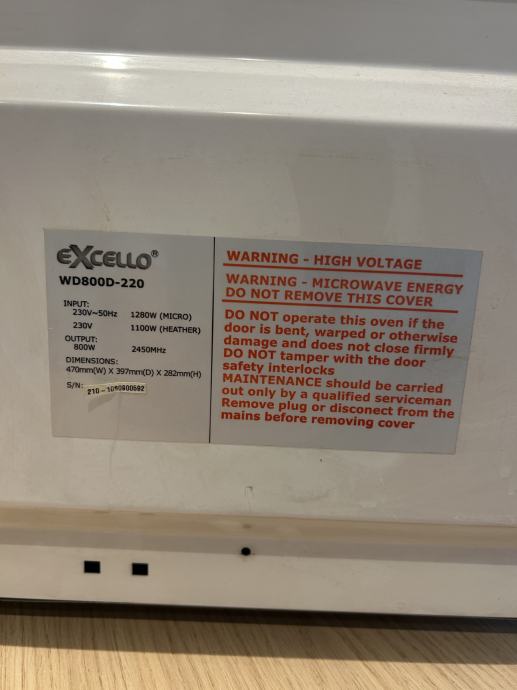 eXCELLO®
WD800D-220
INPUT:
230V~50Hz 1280W (MICRO)
230V 1100W (HEATHER)
OUTPUT:
800W 2450MHz
DIMENSIONS:
470mm(W) X 397mm(D) X 282mm(H)
S/N:
WARNING - HIGH VOLTAGE
WARNING - MICROWAVE ENERGY
DO NOT REMOVE THIS COVER
DO NOT operate this oven if the
door is bent, warped or otherwise
damage and does not close firmly
DO NOT tamper with the door
safety interlocks
MAINTENANCE should be carried
out only by a qualified serviceman
Remove plug or disconect from the
mains before removing cover